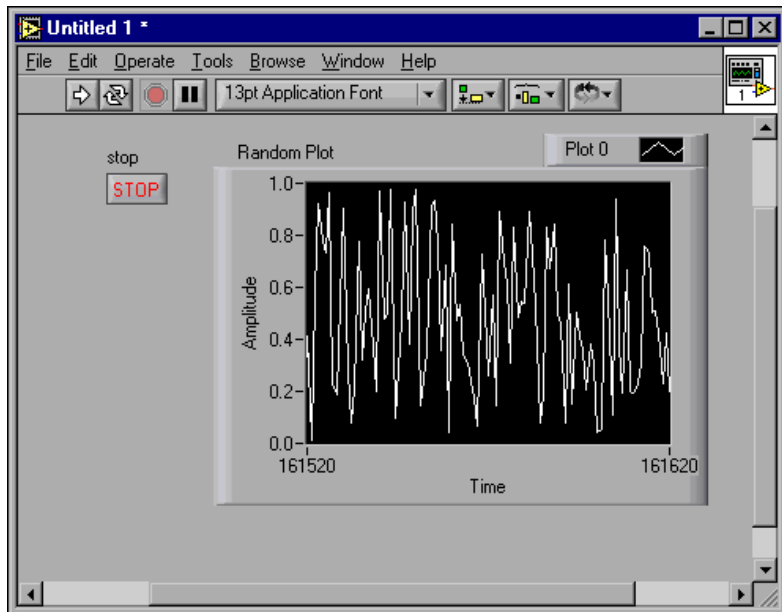 Untitled 1 *
File Edit Operate Tools Browse Window Help
13pt Application Font
1
stop
STOP
Random Plot
Plot 0
1.0
0.8
0.6
0.4
0.2
0.0
Amplitude
161520
161620
Time